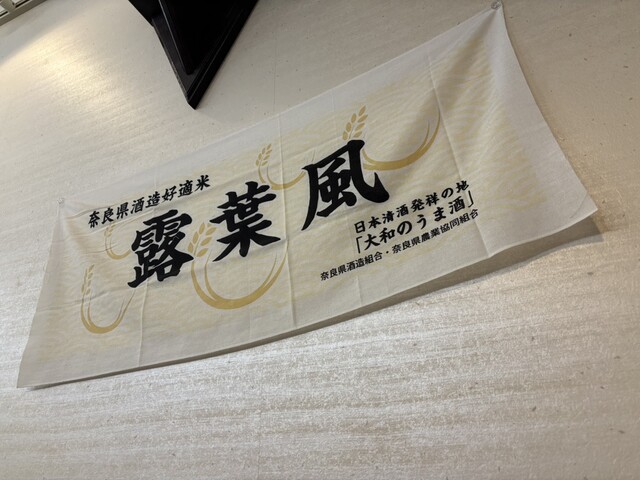 奈良県酒造好適米
露葉風
日本清酒発祥の地
「大和のうま酒」
奈良県酒造組合・奈良県農業協同組合